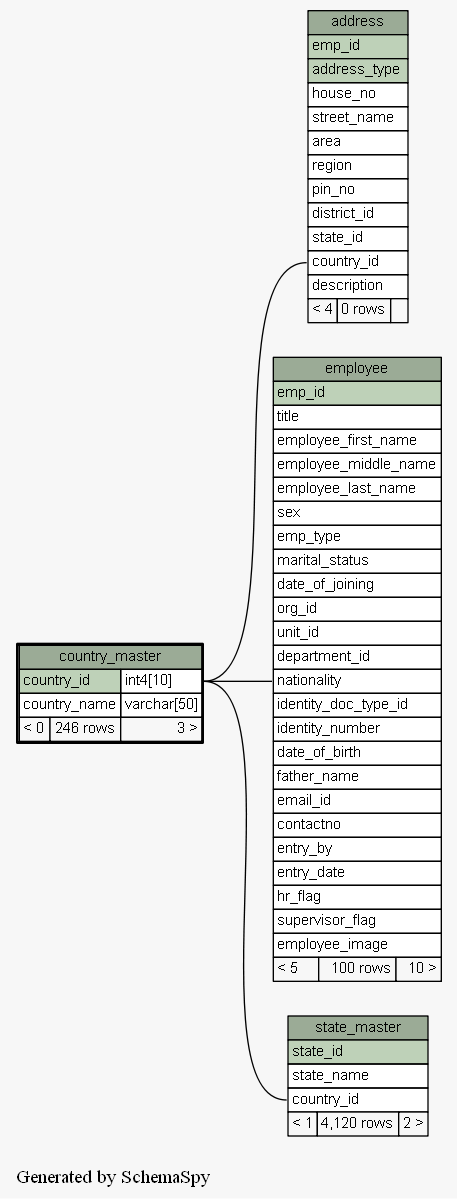 address
emp_id
address_type
house_no
street_name
area
region
pin_no
district_id
state_id
country_id
description
< 4 0 rows
employee
emp_id
title
employee_first_name
employee_middle_name
employee_last_name
sex
emp_type
marital_status
date_of_joining
org_id
unit_id
department_id
nationality
identity_doc_type_id
identity_number
date_of_birth
father_name
email_id
contactno
entry_by
entry_date
hr_flag
supervisor_flag
employee_image
< 5 100 rows 10 >
country_master
country_id int4[10]
country_name varchar[50]
< 0 246 rows 3 >
state_master
state_id
state_name
country_id
< 1 4,120 rows 2 >
Generated by SchemaSpy